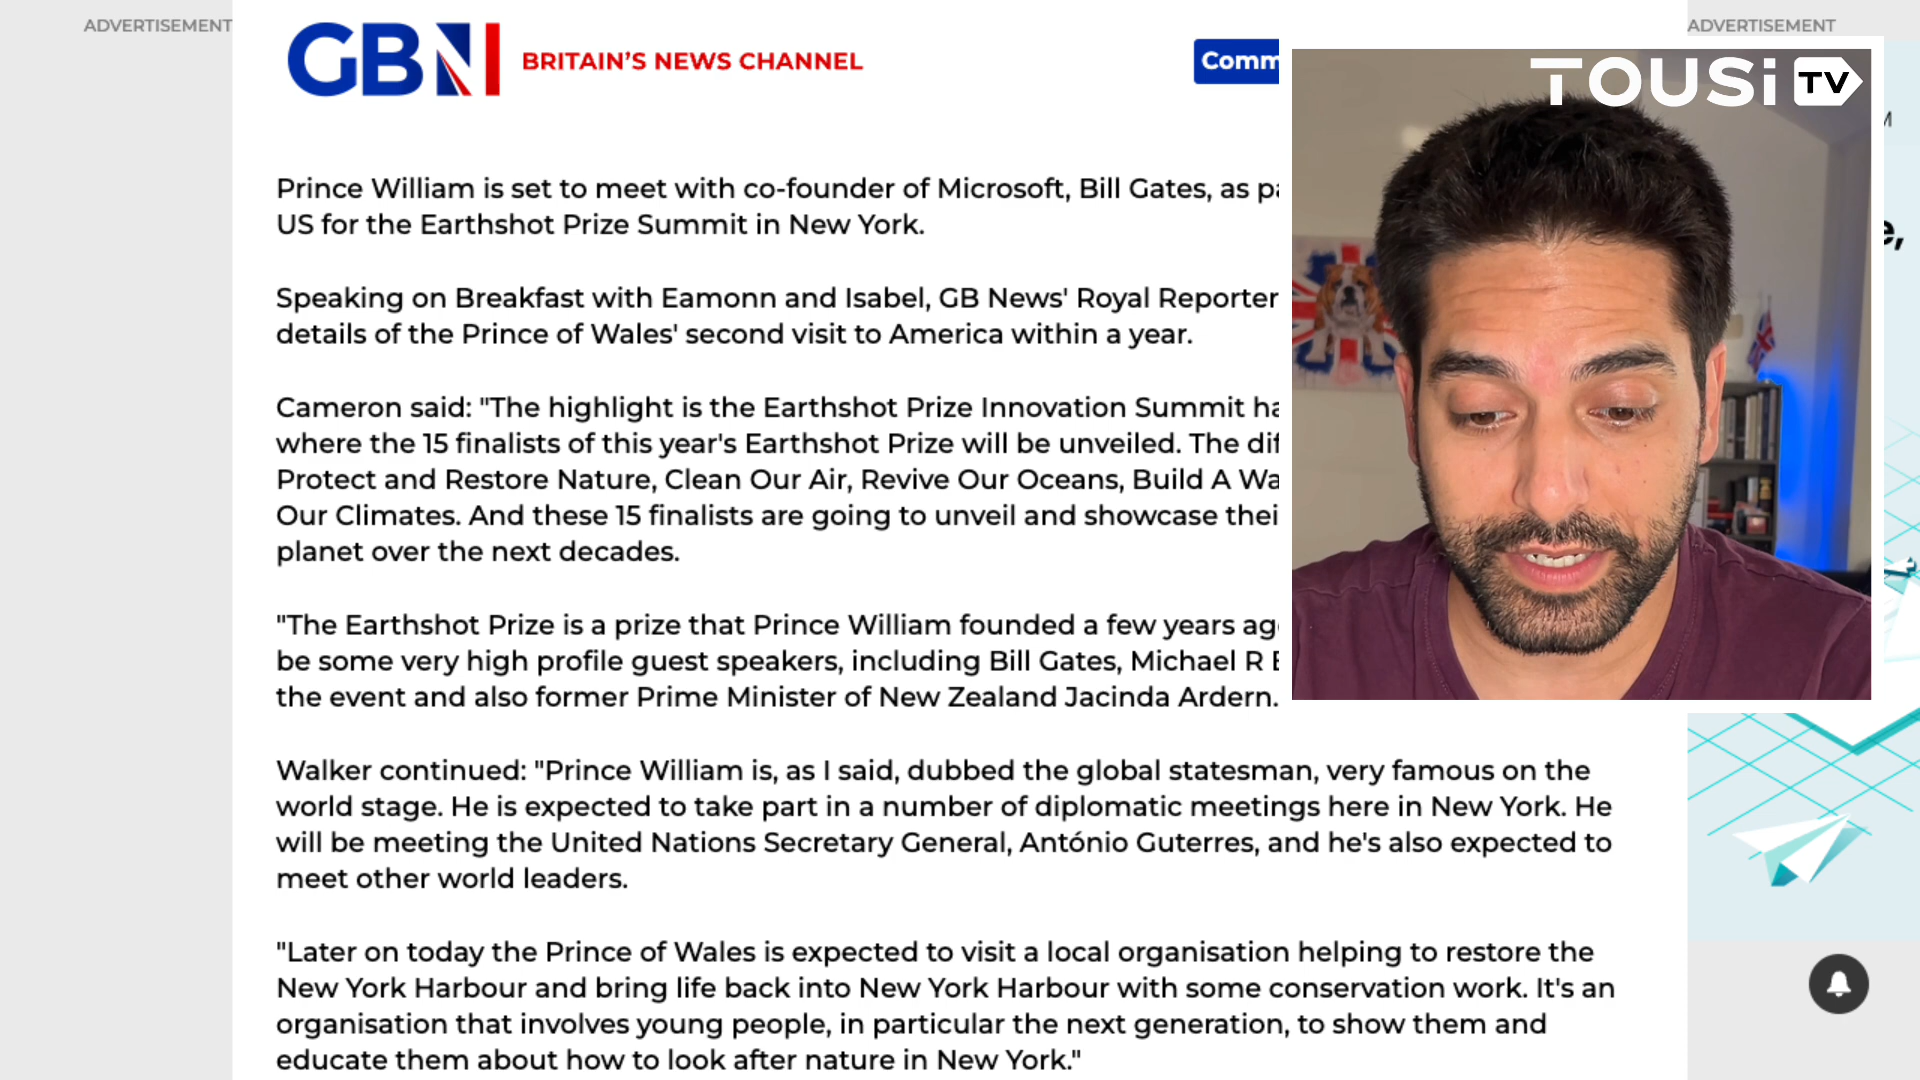 ADVERTISEMENT
GBN BRITAIN'S NEWS CHANNEL
Comm
ADVERTISEMENT
TOUSi TV
Prince William is set to meet with co-founder of Microsoft, Bill Gates, as pa
US for the Earthshot Prize Summit in New York.
Speaking on Breakfast with Eamonn and Isabel, GB News' Royal Reporter
details of the Prince of Wales' second visit to America within a year.
Cameron said: "The highlight is the Earthshot Prize Innovation Summit ha
where the 15 finalists of this year's Earthshot Prize will be unveiled. The dif
Protect and Restore Nature, Clean Our Air, Revive Our Oceans, Build A Wa
Our Climates. And these 15 finalists are going to unveil and showcase thei
planet over the next decades.
"The Earthshot Prize is a prize that Prince William founded a few years ag
be some very high profile guest speakers, including Bill Gates, Michael R
the event and also former Prime Minister of New Zealand Jacinda Ardern.
Walker continued: "Prince William is, as I said, dubbed the global statesman, very famous on the
world stage. He is expected to take part in a number of diplomatic meetings here in New York. He
will be meeting the United Nations Secretary General, António Guterres, and he's also expected to
meet other world leaders.
"Later on today the Prince of Wales is expected to visit a local organisation helping to restore the
New York Harbour and bring life back into New York Harbour with some conservation work. It's an
organisation that involves young people, in particular the next generation, to show them and
educate them about how to look after nature in New York."